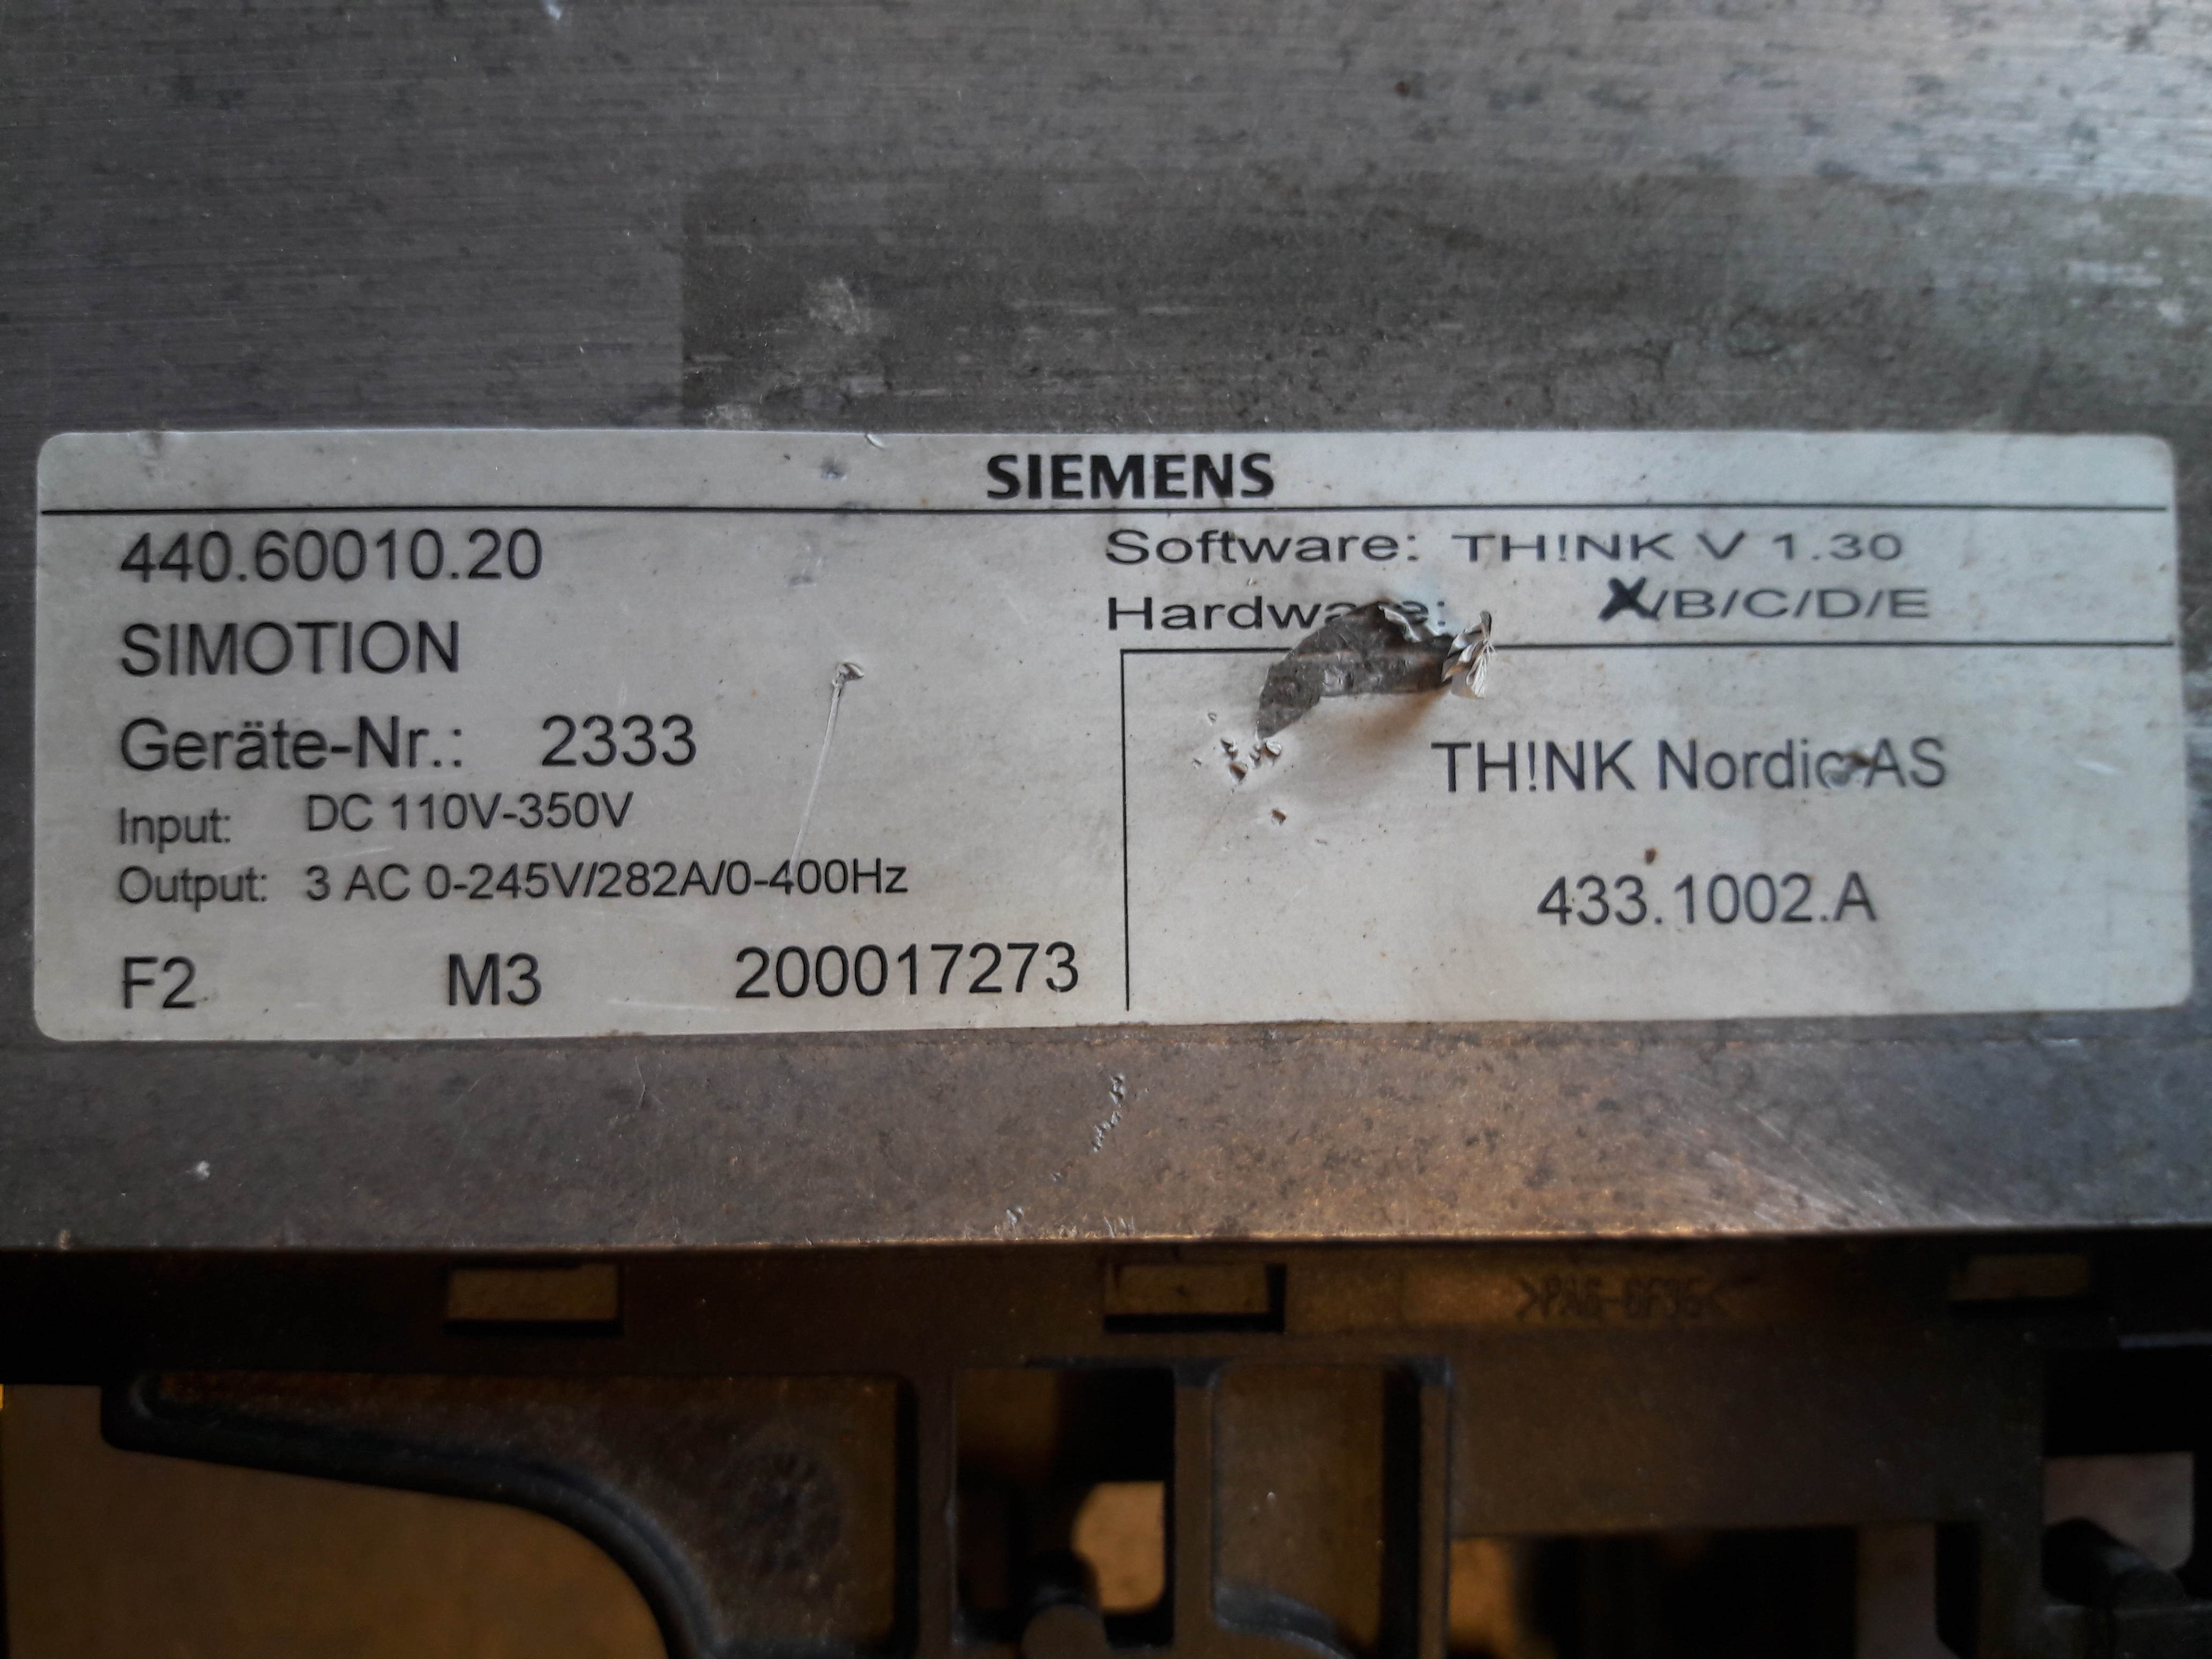 SIEMENS
440.60010.20
SIMOTION
Geräte-Nr.: 2333
Input: DC 110V-350V
Output: 3 AC 0-245V/282A/0-400Hz
F2 M3 200017273
Software: TH!NK V 1.30
Hardware: X/B/C/D/E
TH!NK Nordic AS
433.1002.A